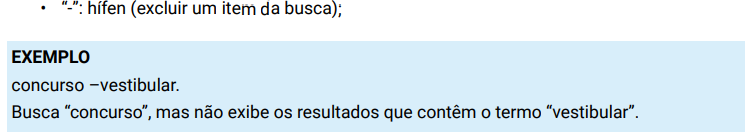 • “-”: hífen (excluir um item da busca);
EXEMPLO
concurso –vestibular.
Busca “concurso”, mas não exibe os resultados que contêm o termo “vestibular”.